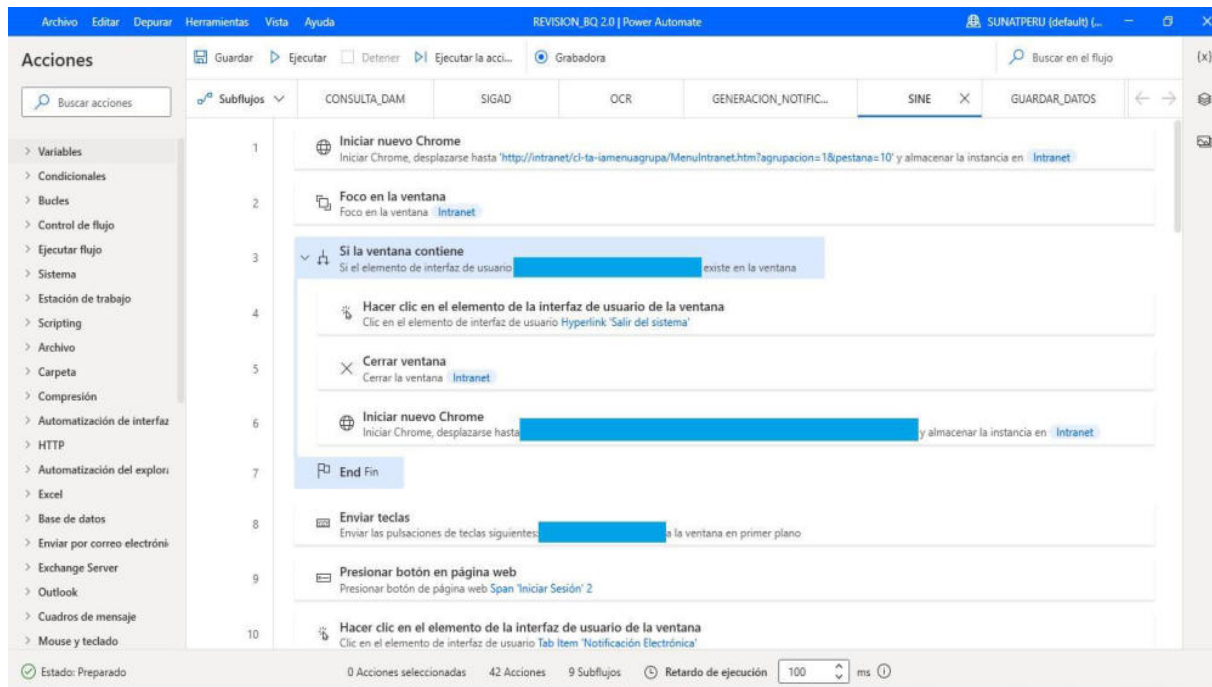 Archivo Editar Depurar Herramientas Vista Ayuda REVISION_BQ 2.0 | Power Automate SUNATPERU (default) (...
Acciones
Guardar Ejecutar Detener Ejecutar la acci... Grabadora Buscar en el flujo {x}
Buscar acciones
Subflujos CONSULTA_DAM SIGAD OCR GENERACION_NOTIFIC... SINE GUARDAR_DATOS
Variables
Condicionales
Bucles
Control de flujo
Ejecutar flujo
Sistema
Estación de trabajo
Scripting
Archivo
Carpeta
Compresión
Automatización de interfaz
HTTP
Automatización del explora
Excel
Base de datos
Enviar por correo electróni
Exchange Server
Outlook
Cuadros de mensaje
Mouse y teclado
1 Iniciar nuevo Chrome
Iniciar Chrome, desplazarse hasta 'http://intranet/cl-ta-iamenuagrupa/MenuIntranet.htm?agrupacion=1&pestana=10' y almacenar la instancia en Intranet
2 Foco en la ventana
Foco en la ventana Intranet
3 Si la ventana contiene
Si el elemento de interfaz de usuario existe en la ventana
4 Hacer clic en el elemento de la interfaz de usuario de la ventana
Clic en el elemento de interfaz de usuario Hyperlink 'Salir del sistema'
5 Cerrar ventana
Cerrar la ventana Intranet
6 Iniciar nuevo Chrome
Iniciar Chrome, desplazarse hasta y almacenar la instancia en Intranet
7 End Fin
8 Enviar teclas
Enviar las pulsaciones de teclas siguientes: a la ventana en primer plano
9 Presionar botón en página web
Presionar botón de página web Span 'Iniciar Sesión' 2
10 Hacer clic en el elemento de la interfaz de usuario de la ventana
Clic en el elemento de interfaz de usuario Tab Item 'Notificación Electrónica'
Estado: Preparado 0 Acciones seleccionadas 42 Acciones 9 Subflujos Retardo de ejecución 100 ms